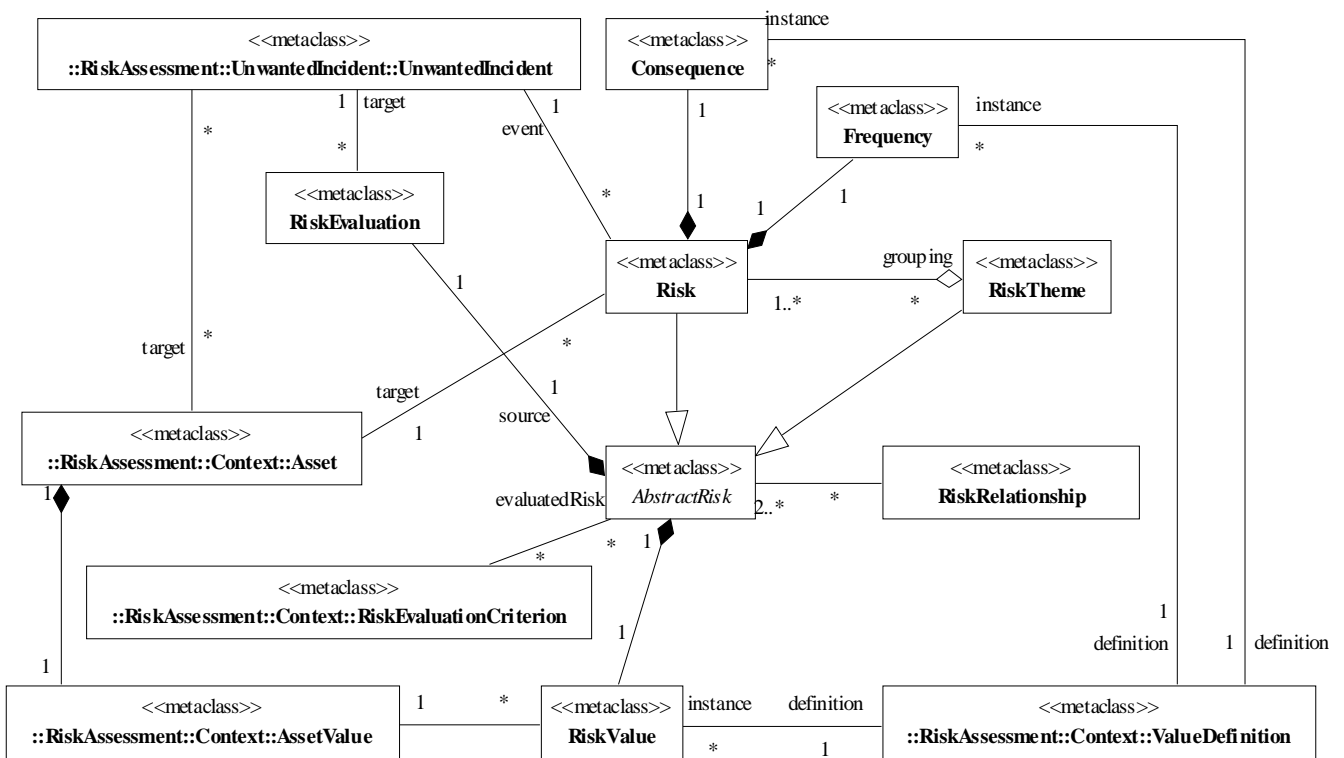 <<metaclass>>
::RiskAssessment::UnwantedIncident::UnwantedIncident
<<metaclass>>
Consequence
instance
*
1
target
1
event
1
<<metaclass>>
Frequency
instance
*
*
*
<<metaclass>>
RiskEvaluation
*
1
1
1
1
<<metaclass>>
Risk
grouping
<<metaclass>>
RiskTheme
1
1..*
*
*
target
*
target
1
1
source
<<metaclass>>
::RiskAssessment::Context::Asset
1
<<metaclass>>
AbstractRisk
2..*
*
<<metaclass>>
RiskRelationship
evaluatedRisk
*
*
1
<<metaclass>>
::RiskAssessment::Context::RiskEvaluationCriterion
1
1
definition
1
definition
1
<<metaclass>>
::RiskAssessment::Context::AssetValue
1
*
<<metaclass>>
RiskValue
instance
*
definition
1
<<metaclass>>
::RiskAssessment::Context::ValueDefinition